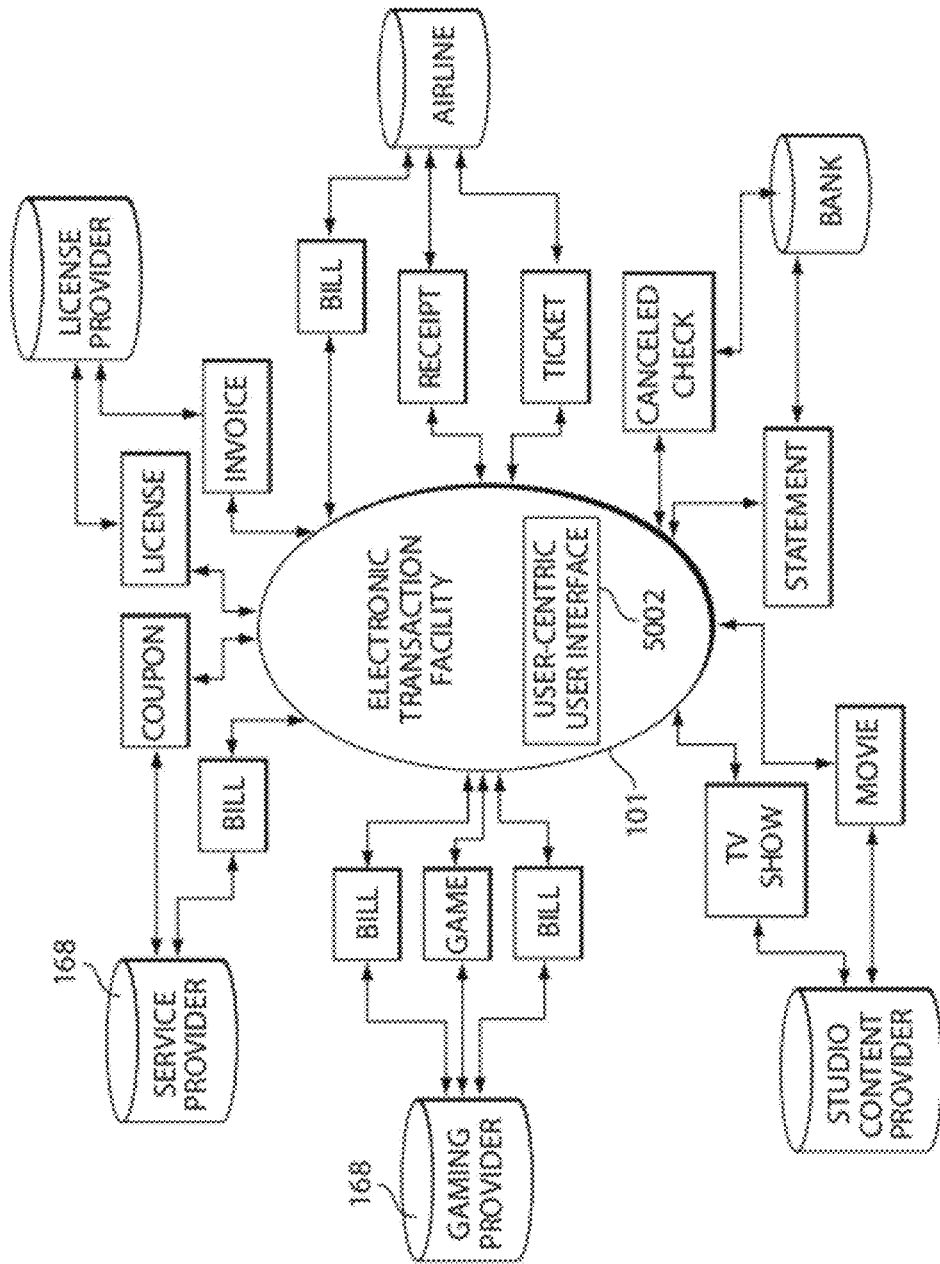 168
SERVICE
PROVIDER
COUPON
LICENSE
LICENSE
PROVIDER
BILL
INVOICE
168
GAMING
PROVIDER
BILL
GAME
BILL
ELECTRONIC
TRANSACTION
FACILITY
USER-CENTRIC
USER INTERFACE
5002
101
BILL
RECEIPT
TICKET
AIRLINE
STUDIO
CONTENT
PROVIDER
TV
SHOW
MOVIE
STATEMENT
CANCELED
CHECK
BANK